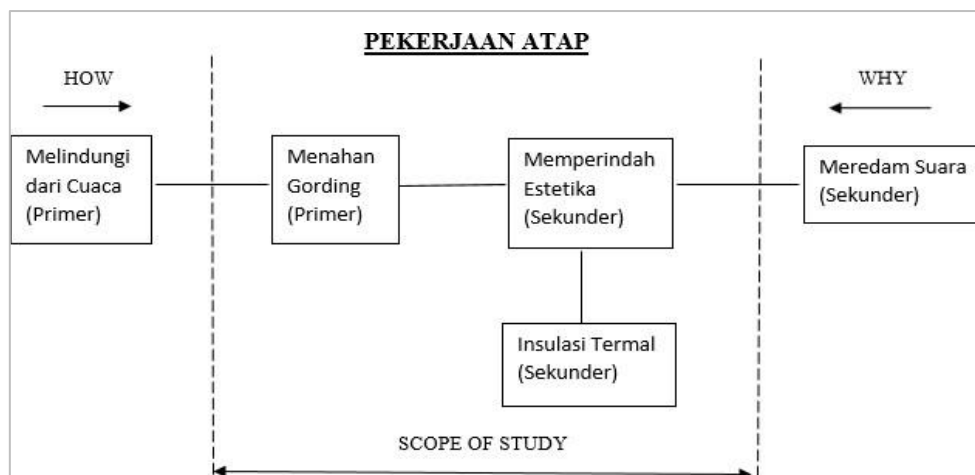 PEKERJAAN ATAP
HOW
WHY
Melindungi
dari Cuaca
(Primer)
Menahan
Gording
(Primer)
Memperindah
Estetika
(Sekunder)
Meredam Suara
(Sekunder)
Insulasi Termal
(Sekunder)
SCOPE OF STUDY